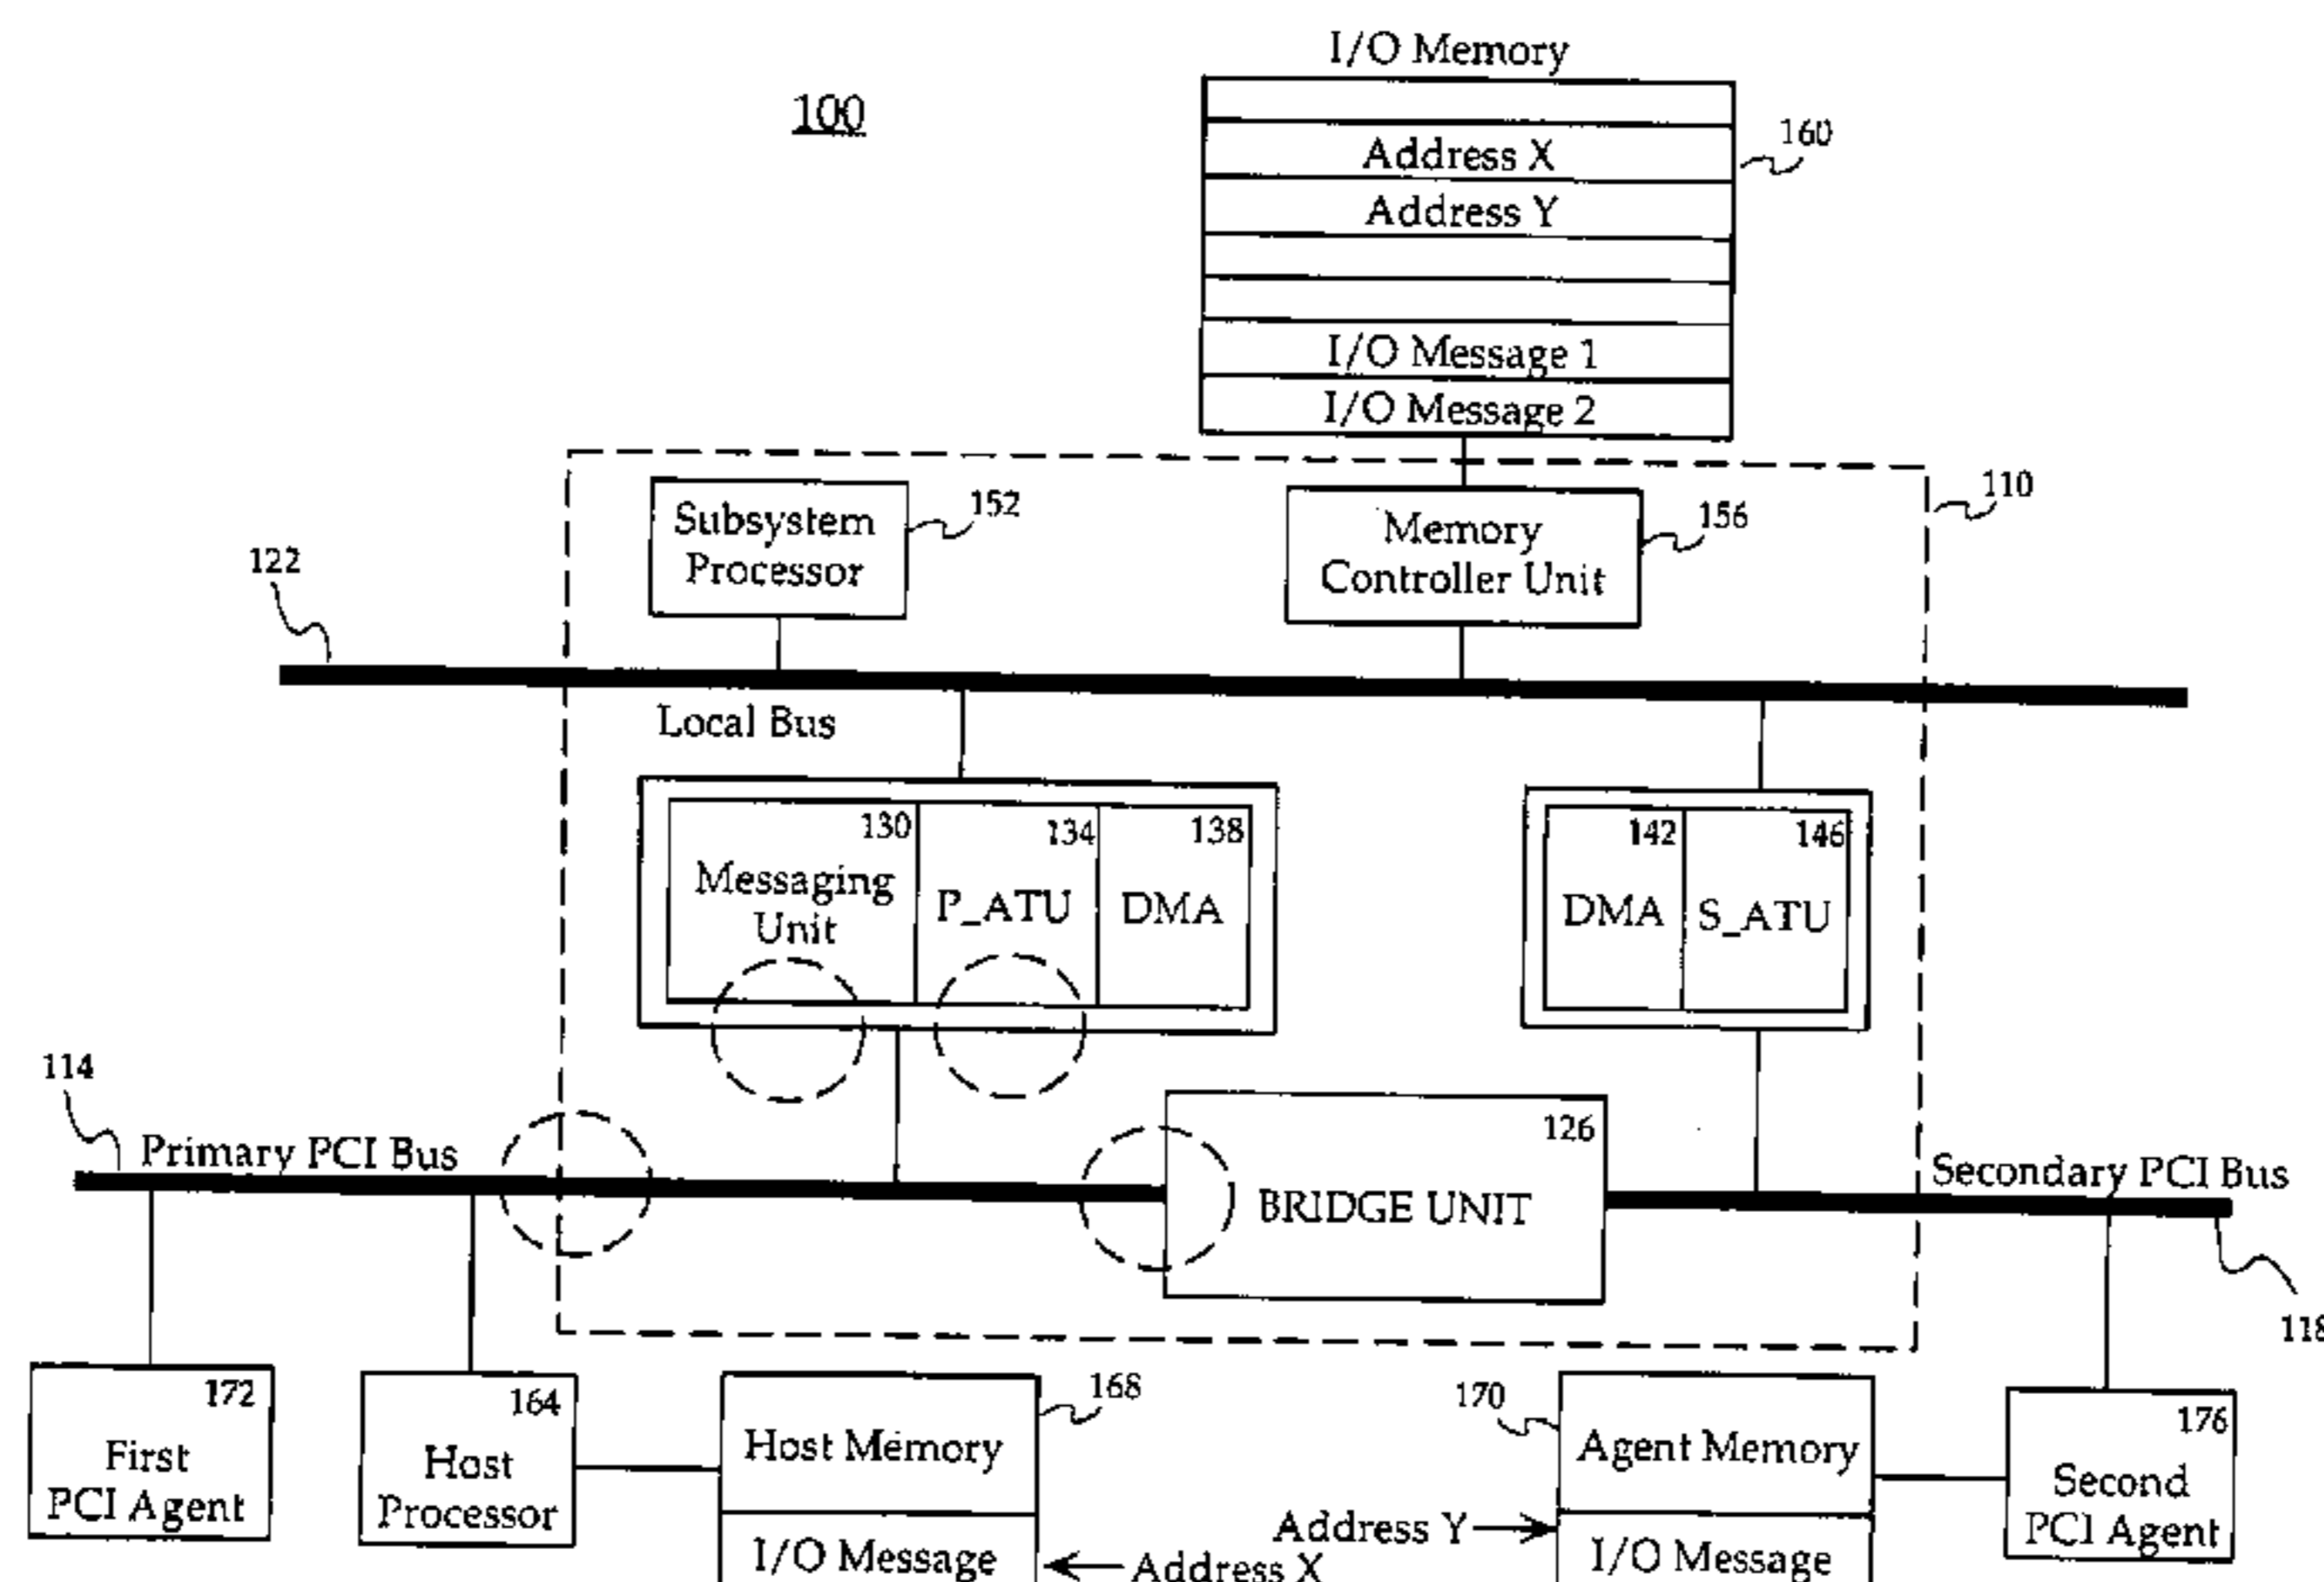 I/O Memory
100
160
Address X
Address Y
I/O Message 1
I/O Message 2
110
Subsystem
Processor
152
Memory
Controller Unit
156
122
Local Bus
130
Messaging
Unit
134
P_ATU
138
DMA
142
DMA
146
S_ATU
114
Primary PCI Bus
126
BRIDGE UNIT
Secondary PCI Bus
118
172
First
PCI Agent
164
Host
Processor
168
Host Memory
I/O Message
Address X
170
Agent Memory
Address Y
I/O Message
176
Second
PCI Agent